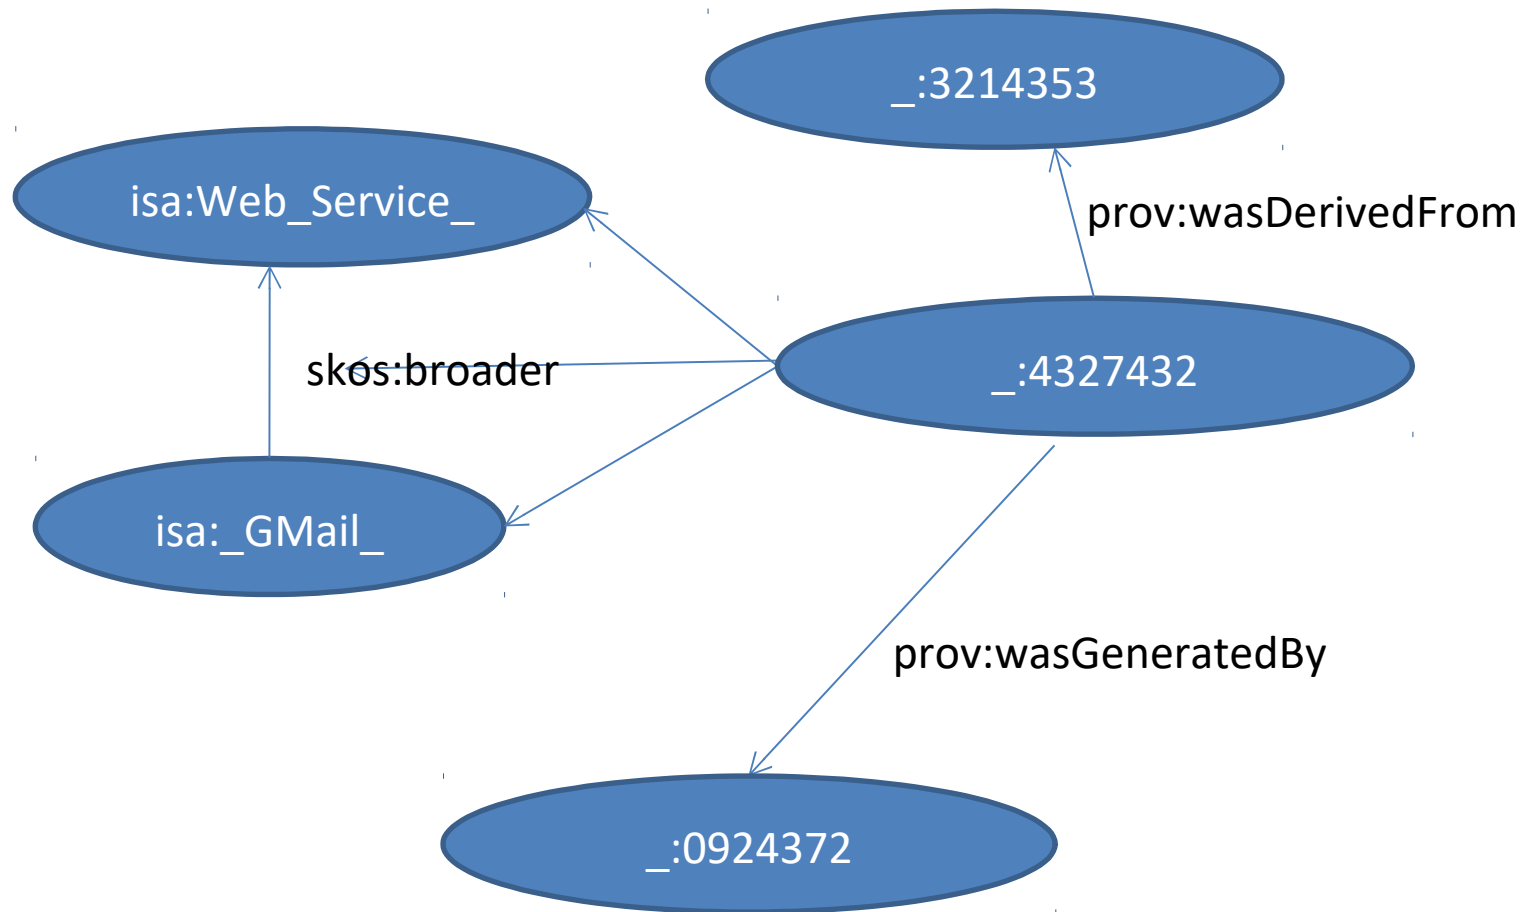 _:3214353
isa:Web_Service_
prov:wasDerivedFrom
skos:broader
_:4327432
isa:_GMail_
prov:wasGeneratedBy
_:0924372